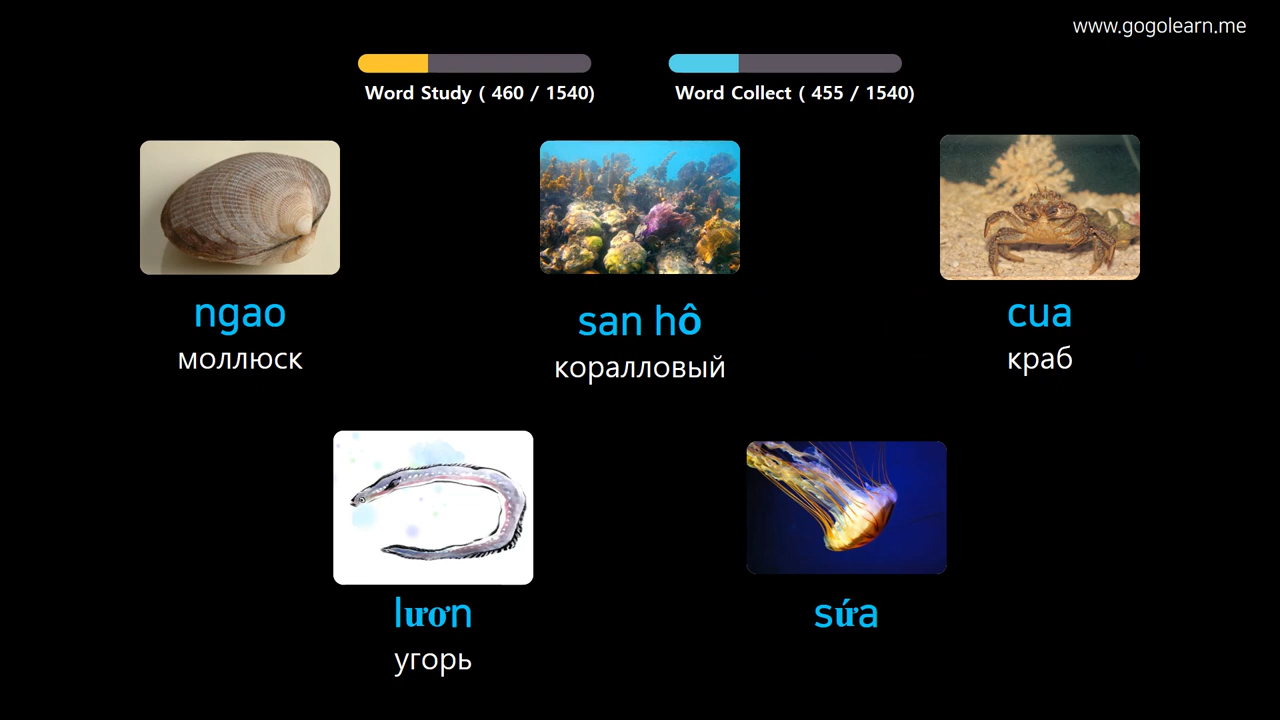 www.gogolearn.me
Word Study ( 460 / 1540)
Word Collect ( 455 / 1540)
ngao
моллюск
san hô
коралловый
cua
краб
lươn
угорь
sứa